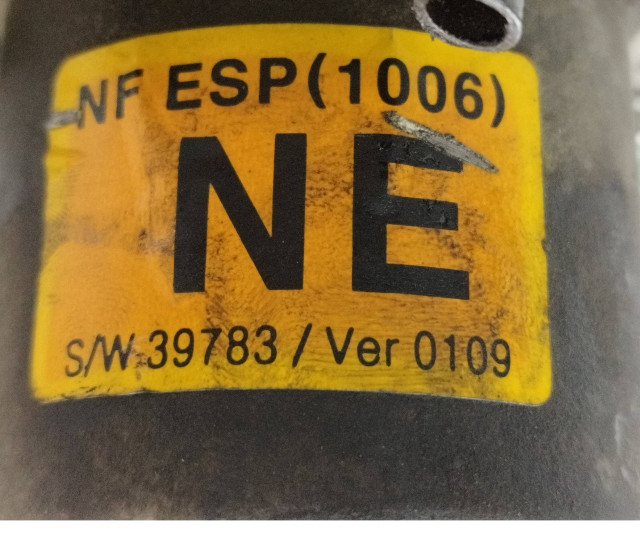 NF ESP(1006)
NE
S/W 39783 / Ver 0109